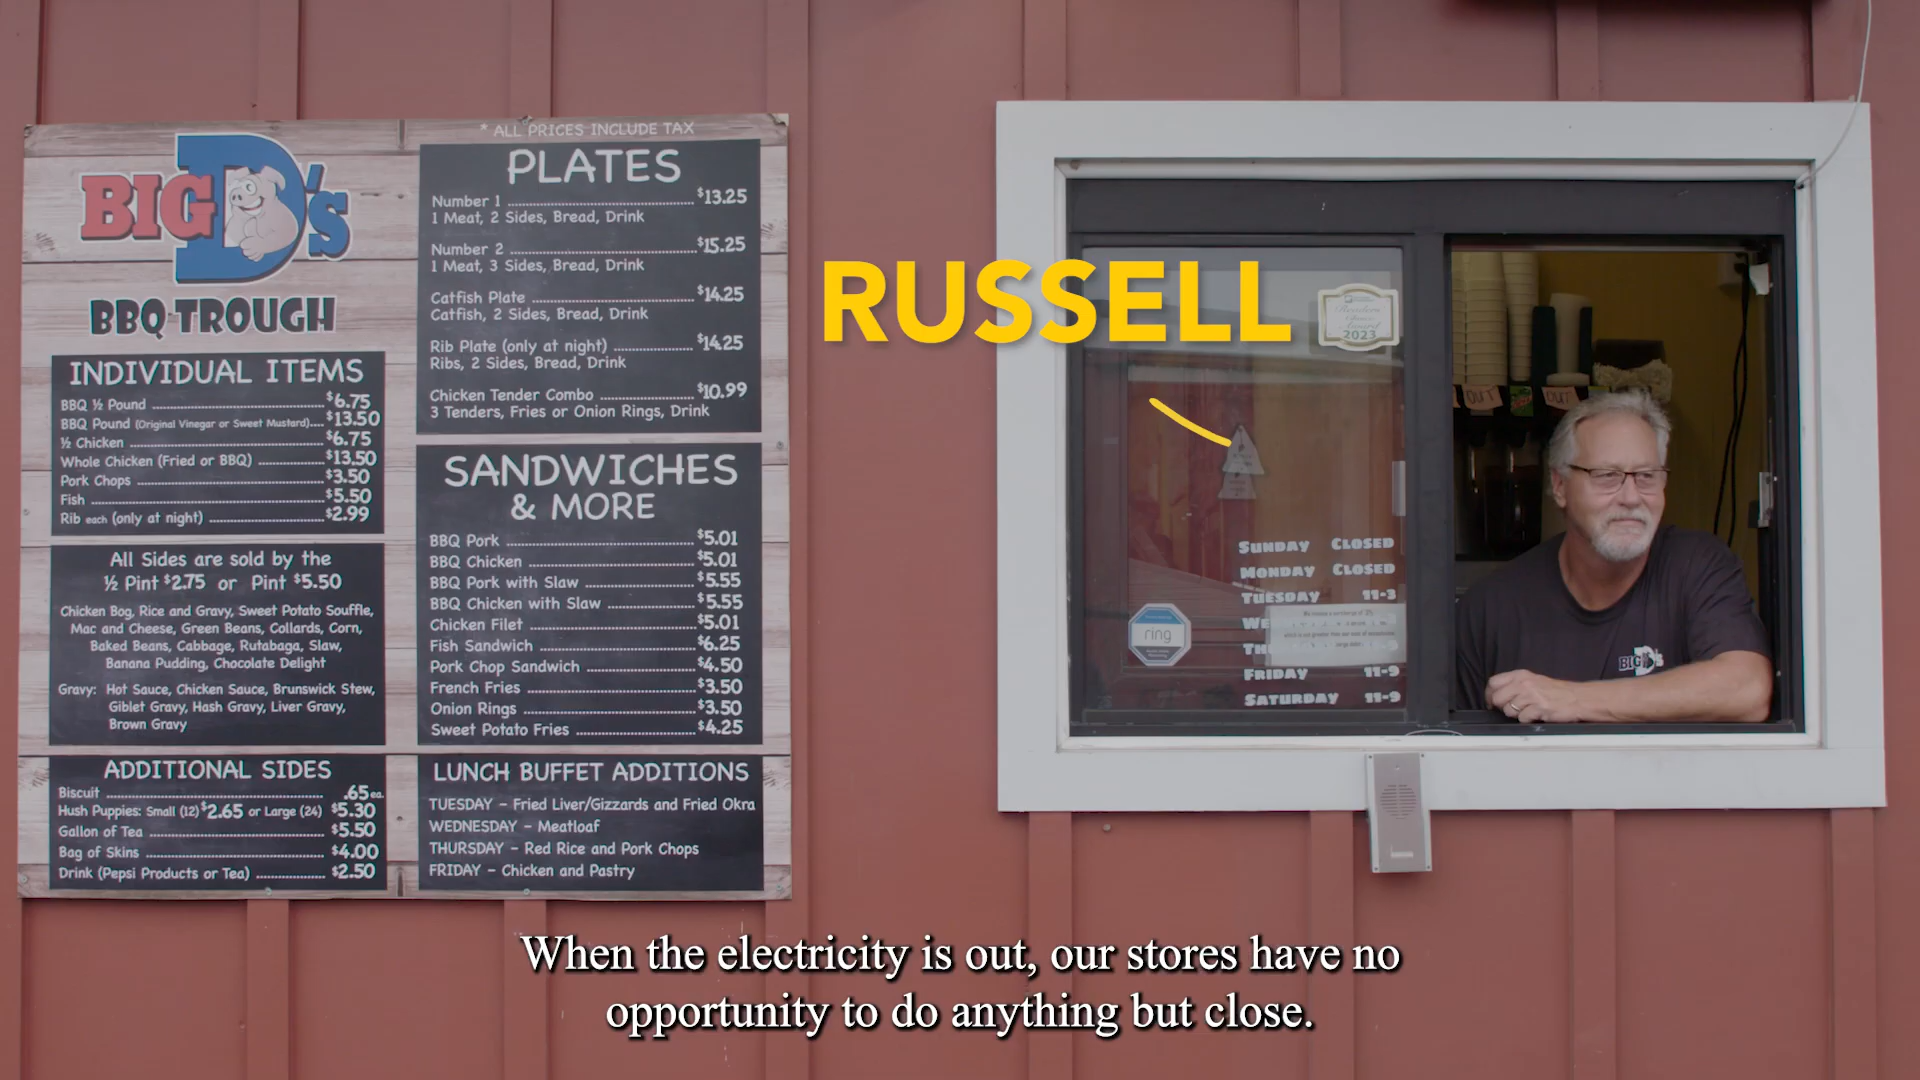 BIG D's
BBQ TROUGH
INDIVIDUAL ITEMS
BBQ ½ Pound $6.75
BBQ Pound (Original Vinegar or Sweet Mustard) $13.50
½ Chicken $6.75
Whole Chicken (Fried or BBQ) $13.50
Pork Chops $3.50
Fish $5.50
Rib each (only at night) $2.99
All Sides are sold by the
½ Pint $2.75 or Pint $5.50
Chicken Bog, Rice and Gravy, Sweet Potato Souffle,
Mac and Cheese, Green Beans, Collards, Corn,
Baked Beans, Cabbage, Rutabaga, Slaw,
Banana Pudding, Chocolate Delight
Gravy: Hot Sauce, Chicken Sauce, Brunswick Stew,
Giblet Gravy, Hash Gravy, Liver Gravy,
Brown Gravy
ADDITIONAL SIDES
Biscuit .65 ea.
Hush Puppies: Small (12) $2.65 or Large (24) $5.30
Gallon of Tea $5.50
Bag of Skins $4.00
Drink (Pepsi Products or Tea) $2.50
* ALL PRICES INCLUDE TAX
PLATES
Number 1 $13.25
1 Meat, 2 Sides, Bread, Drink
Number 2 $15.25
1 Meat, 3 Sides, Bread, Drink
Catfish Plate $14.25
Catfish, 2 Sides, Bread, Drink
Rib Plate (only at night) $14.25
Ribs, 2 Sides, Bread, Drink
Chicken Tender Combo $10.99
3 Tenders, Fries or Onion Rings, Drink
SANDWICHES
& MORE
BBQ Pork $5.01
BBQ Chicken $5.01
BBQ Pork with Slaw $5.55
BBQ Chicken with Slaw $5.55
Chicken Filet $5.01
Fish Sandwich $6.25
Pork Chop Sandwich $4.50
French Fries $3.50
Onion Rings $3.50
Sweet Potato Fries $4.25
LUNCH BUFFET ADDITIONS
TUESDAY – Fried Liver/Gizzards and Fried Okra
WEDNESDAY – Meatloaf
THURSDAY – Red Rice and Pork Chops
FRIDAY – Chicken and Pastry
RUSSELL
2023
OUT
OUT
SUNDAY CLOSED
MONDAY CLOSED
TUESDAY 11-3
FRIDAY 11-9
SATURDAY 11-9
ring
BIG D's
When the electricity is out, our stores have no
opportunity to do anything but close.